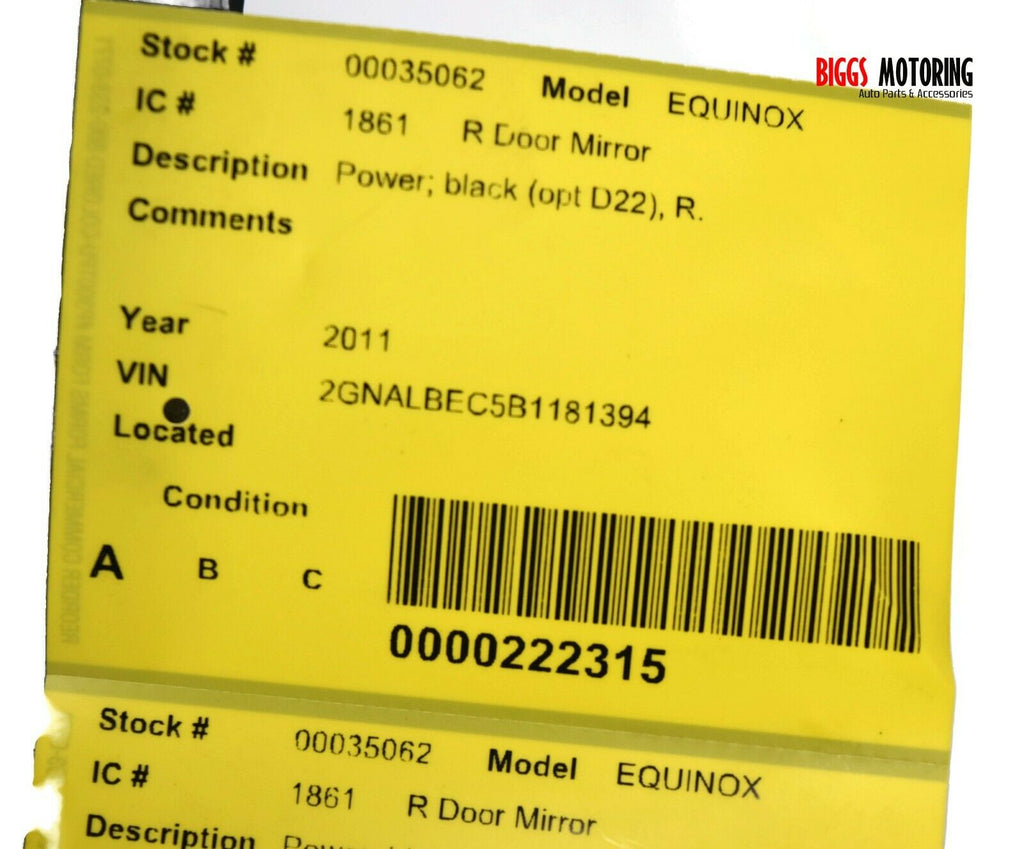 BIGGS MOTORING
Auto Parts & Accessories
Stock # 00035062 Model EQUINOX
IC # 1861 R Door Mirror
Description Power; black (opt D22), R.
Comments
Year 2011
VIN 2GNALBEC5B1181394
Located
Condition
A B C
0000222315
Stock # 00035062 Model EQUINOX
IC # 1861 R Door Mirror
Description